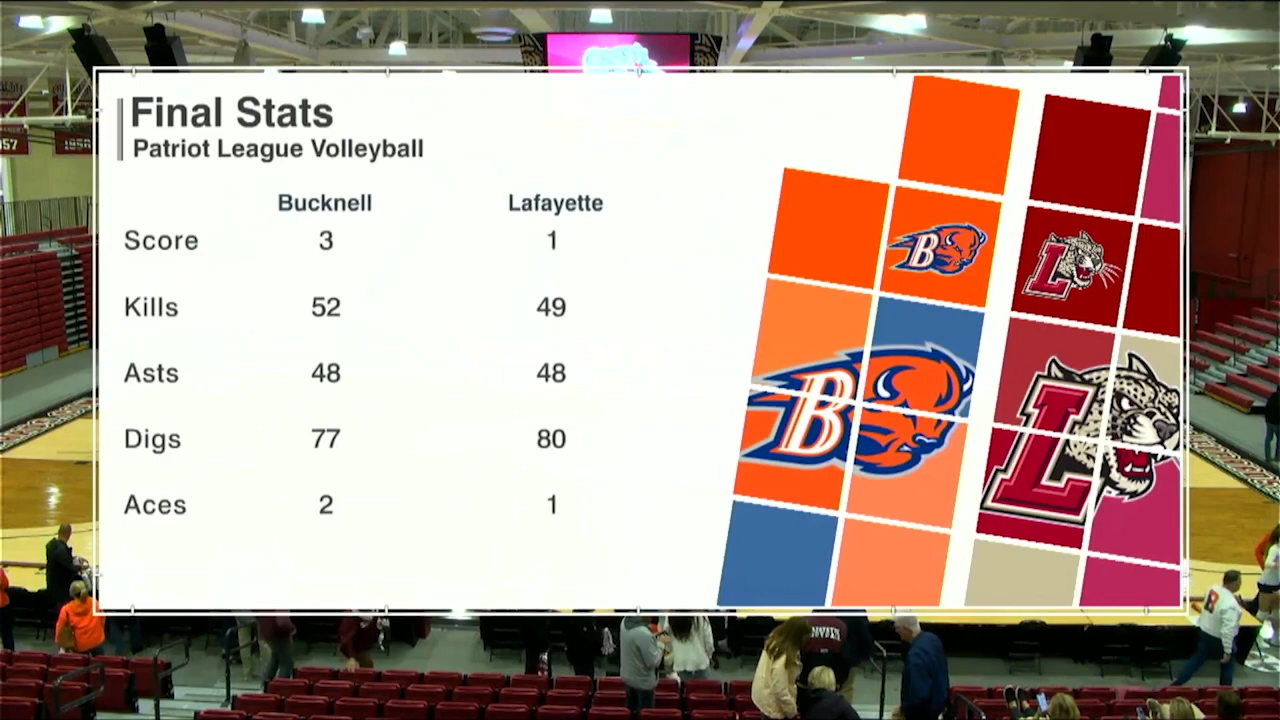 Final Stats
Patriot League Volleyball
Bucknell Lafayette
Score 3 1
Kills 52 49
Asts 48 48
Digs 77 80
Aces 2 1
B
L
B
L